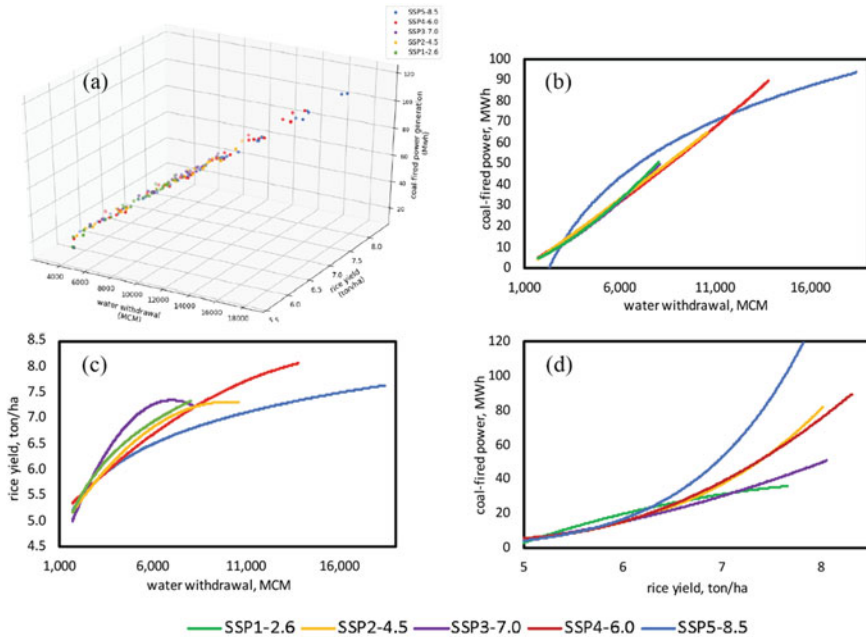 SSP5-8.5
SSP4-6.0
SSP3-7.0
SSP2-4.5
SSP1-2.6
(a)
120
100
80
60
40
20
coal fired power generation
(Mwh)
8.0
7.5
7.0
6.5
6.0
5.5
rice yield
(ton/ha)
4000
6000
8000
10000
12000
14000
16000
18000
water withdrawal
(MCM)
(b)
100
90
80
70
60
50
40
30
20
10
0
coal-fired power, MWh
1,000
6,000
11,000
16,000
water withdrawal, MCM
(c)
8.5
8.0
7.5
7.0
6.5
6.0
5.5
5.0
4.5
rice yield, ton/ha
1,000
6,000
11,000
16,000
water withdrawal, MCM
(d)
120
100
80
60
40
20
0
coal-fired power, MWh
5
6
7
8
rice yield, ton/ha
SSP1-2.6 SSP2-4.5 SSP3-7.0 SSP4-6.0 SSP5-8.5